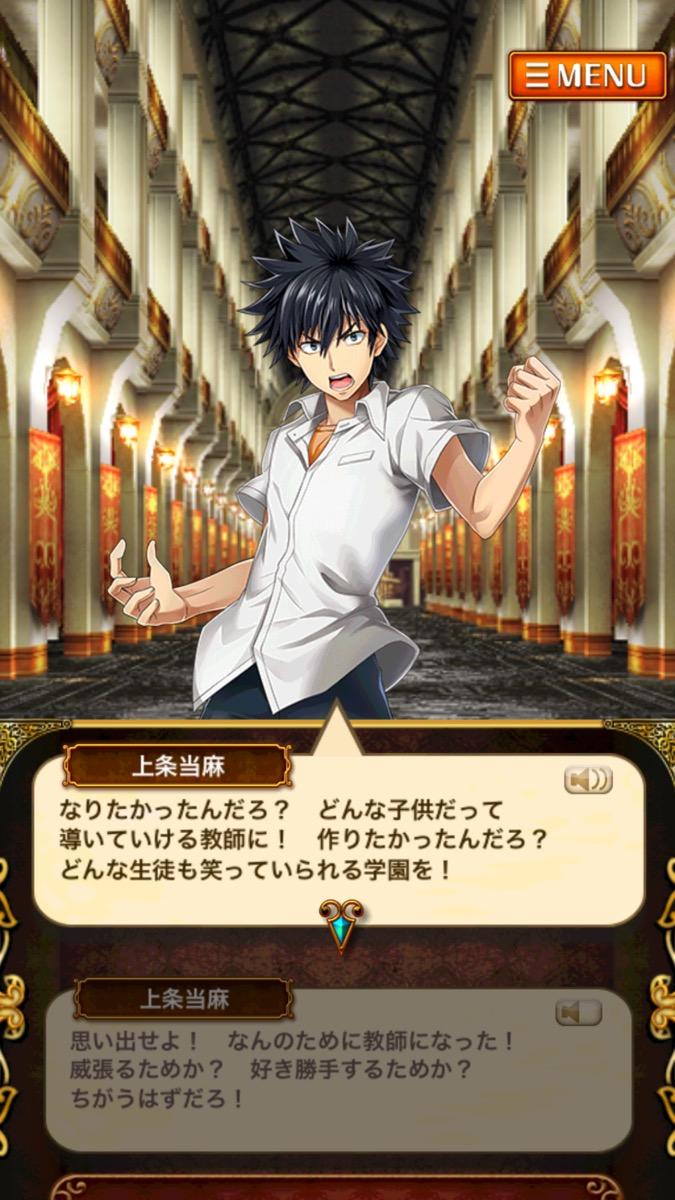 MENU
上条当麻
なりたかったんだろ？　どんな子供だって
導いていける教師に！　作りたかったんだろ？
どんな生徒も笑っていられる学園を！
上条当麻
思い出せよ！　なんのために教師になった！
威張るためか？　好き勝手するためか？
ちがうはずだろ！